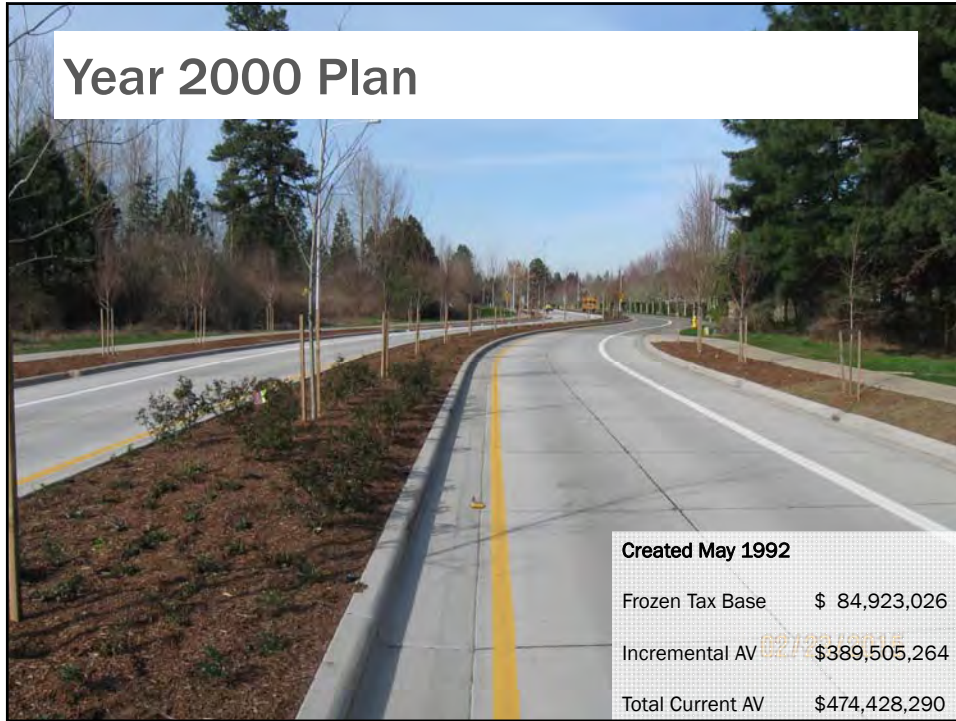 Year 2000 Plan
Created May 1992
Frozen Tax Base $ 84,923,026
Incremental AV $389,505,264
Total Current AV $474,428,290